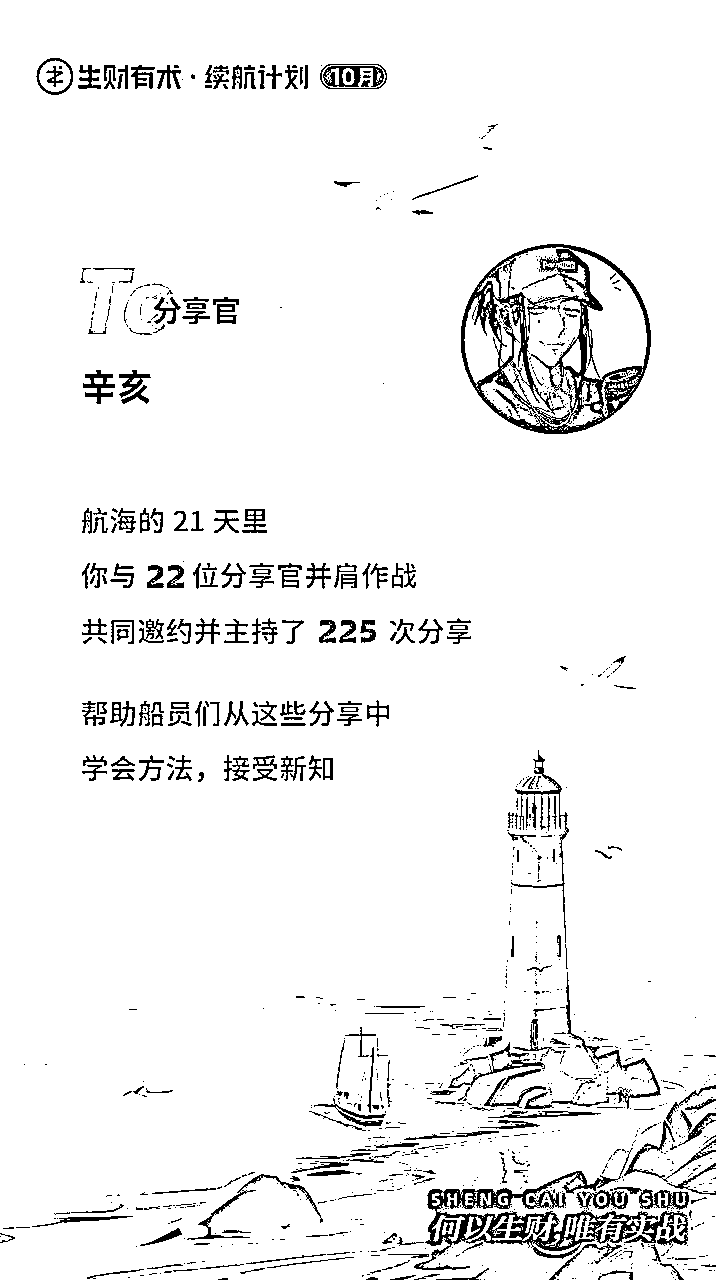 生财有术·续航计划 10月
To分享官
辛亥
航海的 21 天里
你与 22 位分享官并肩作战
共同邀约并主持了 225 次分享
帮助船员们从这些分享中
学会方法，接受新知
SHENG CAI YOU SHU
何以生财,唯有实战